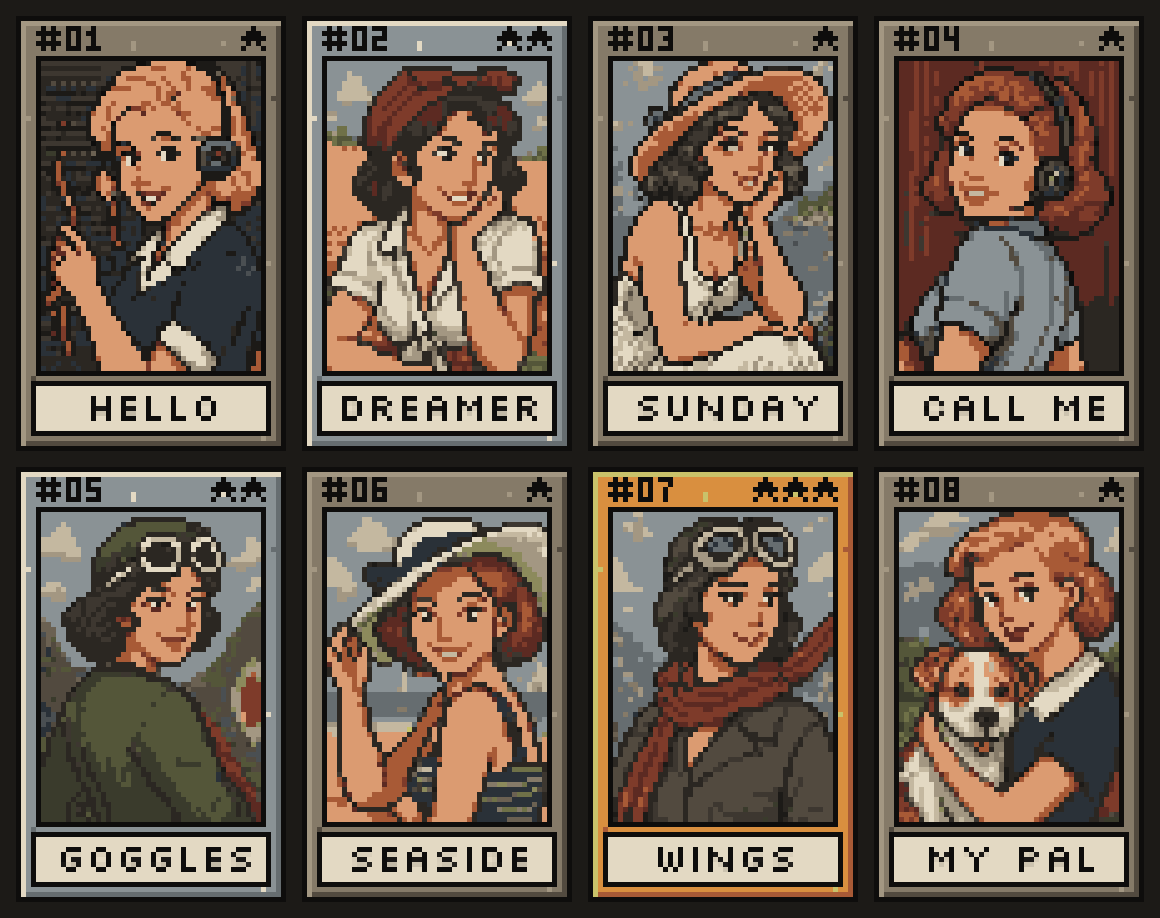 #01
HELLO
#02
DREAMER
#03
SUNDAY
#04
CALL ME
#05
GOGGLES
#06
SEASIDE
#07
WINGS
#08
MY PAL